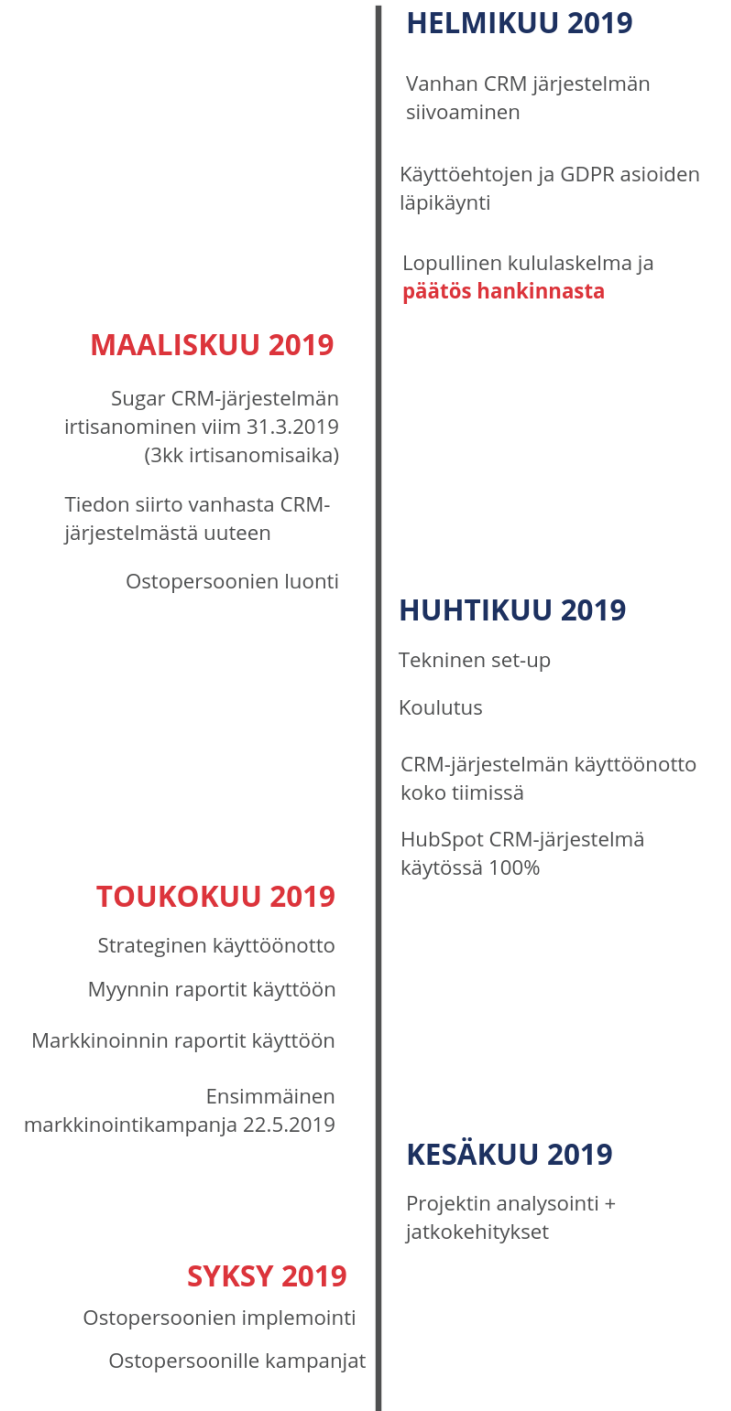 HELMIKUU 2019
Vanhan CRM järjestelmän
siivoaminen
Käyttöehtojen ja GDPR asioiden
läpikäynti
Lopullinen kululaskelma ja
päätös hankinnasta
MAALISKUU 2019
Sugar CRM-järjestelmän
irtisanominen viim 31.3.2019
(3kk irtisanomisaika)
Tiedon siirto vanhasta CRM-
järjestelmästä uuteen
Ostopersoonien luonti
HUHTIKUU 2019
Tekninen set-up
Koulutus
CRM-järjestelmän käyttöönotto
koko tiimissä
HubSpot CRM-järjestelmä
käytössä 100%
TOUKOKUU 2019
Strateginen käyttöönotto
Myynnin raportit käyttöön
Markkinoinnin raportit käyttöön
Ensimmäinen
markkinointikampanja 22.5.2019
KESÄKUU 2019
Projektin analysointi +
jatkokehitykset
SYKSY 2019
Ostopersoonien implemointi
Ostopersoonille kampanjat